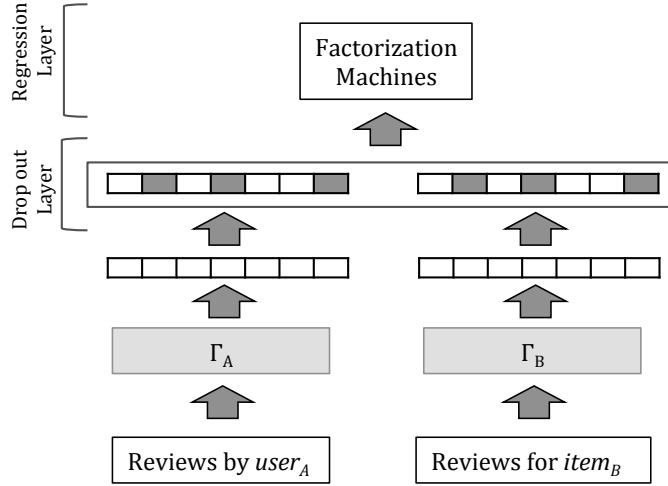 Regression
Layer
Factorization
Machines
Drop out
Layer
Γ_A
Γ_B
Reviews by user_A
Reviews for item_B